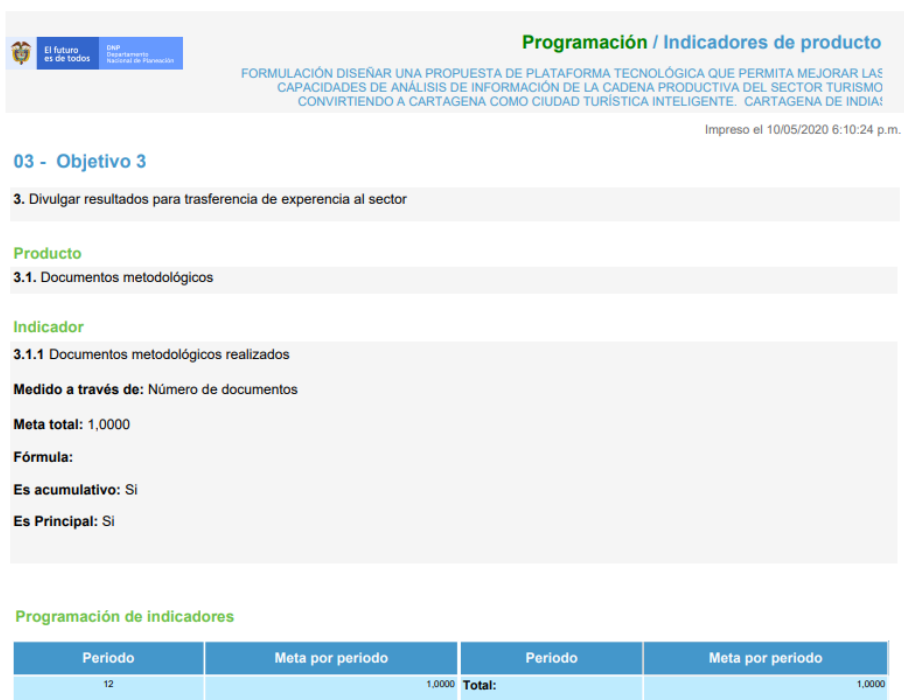 El futuro
es de todos
DNP
Departamento
Nacional de Planeación
Programación / Indicadores de producto
FORMULACIÓN DISEÑAR UNA PROPUESTA DE PLATAFORMA TECNOLÓGICA QUE PERMITA MEJORAR LAS
CAPACIDADES DE ANÁLISIS DE INFORMACIÓN DE LA CADENA PRODUCTIVA DEL SECTOR TURISMO
CONVIRTIENDO A CARTAGENA COMO CIUDAD TURÍSTICA INTELIGENTE. CARTAGENA DE INDIAS
Impreso el 10/05/2020 6:10:24 p.m.
03 - Objetivo 3
3. Divulgar resultados para trasferencia de experencia al sector
Producto
3.1. Documentos metodológicos
Indicador
3.1.1 Documentos metodológicos realizados
Medido a través de: Número de documentos
Meta total: 1,0000
Fórmula:
Es acumulativo: Si
Es Principal: Si
Programación de indicadores
Periodo Meta por periodo Periodo Meta por periodo
12 1,0000 Total: 1,0000